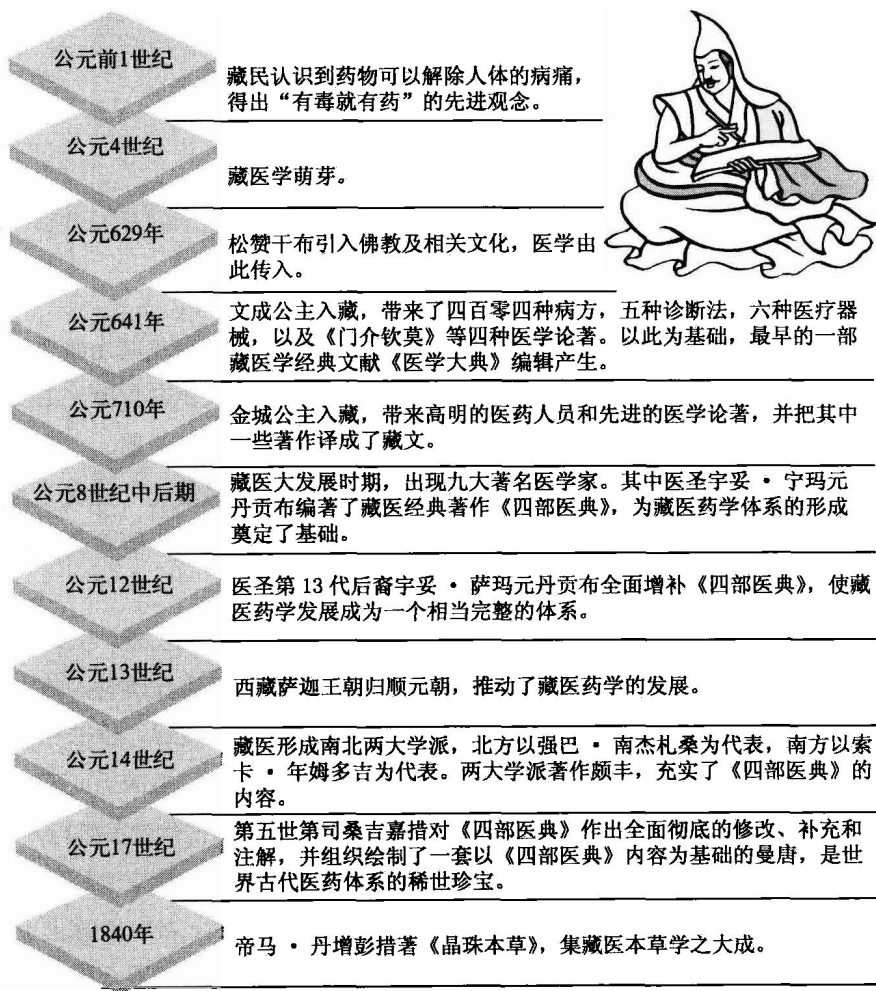 公元前1世纪
藏民认识到药物可以解除人体的病痛，
得出“有毒就有药”的先进观念。
公元4世纪
藏医学萌芽。
公元629年
松赞干布引入佛教及相关文化，医学由
此传入。
公元641年
文成公主入藏，带来了四百零四种病方，五种诊断法，六种医疗器
械，以及《门介钦莫》等四种医学论著。以此为基础，最早的一部
藏医学经典文献《医学大典》编辑产生。
公元710年
金城公主入藏，带来高明的医药人员和先进的医学论著，并把其中
一些著作译成了藏文。
公元8世纪中后期
藏医大发展时期，出现九大著名医学家。其中医圣宇妥·宁玛元
丹贡布编著了藏医经典著作《四部医典》，为藏医药学体系的形成
奠定了基础。
公元12世纪
医圣第13代后裔宇妥·萨玛元丹贡布全面增补《四部医典》，使藏
医药学发展成为一个相当完整的体系。
公元13世纪
西藏萨迦王朝归顺元朝，推动了藏医药学的发展。
公元14世纪
藏医形成南北两大学派，北方以强巴·南杰札桑为代表，南方以索
卡·年姆多吉为代表。两大学派著作颇丰，充实了《四部医典》的
内容。
公元17世纪
第五世第司桑吉嘉措对《四部医典》作出全面彻底的修改、补充和
注解，并组织绘制了一套以《四部医典》内容为基础的曼唐，是世
界古代医药体系的稀世珍宝。
1840年
帝马·丹增彭措著《晶珠本草》，集藏医本草学之大成。